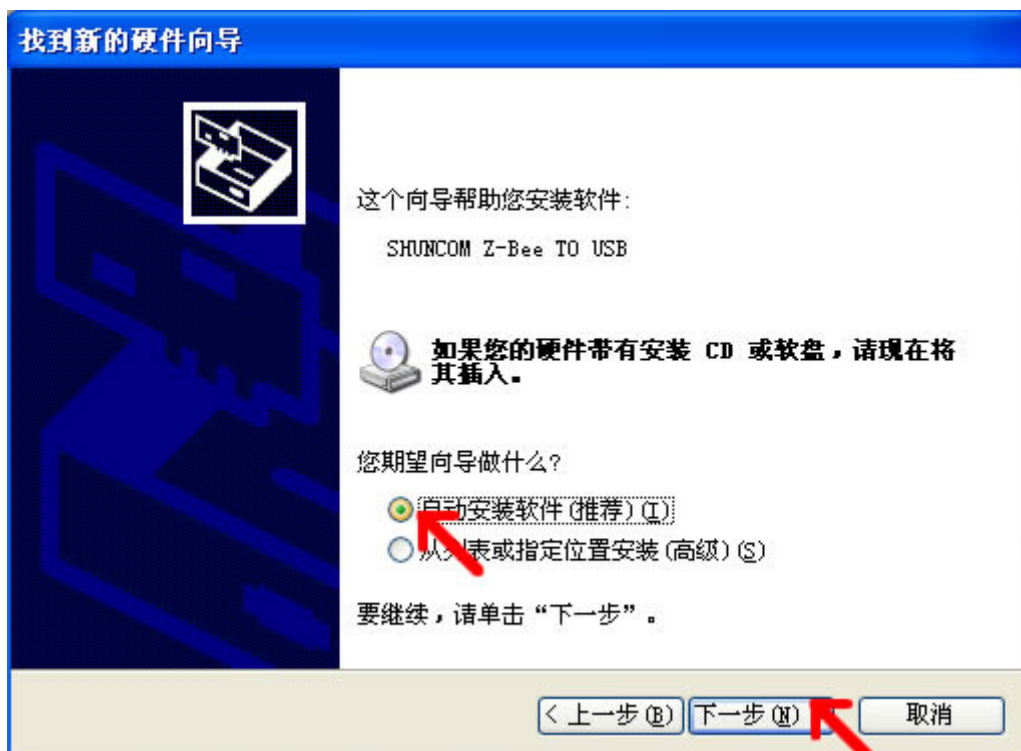 找到新的硬件向导
这个向导帮助您安装软件:
SHUNCOM Z-Bee TO USB
如果您的硬件带有安装 CD 或软盘，请现在将
其插入。
您期望向导做什么?
自动安装软件(推荐)(I)
从列表或指定位置安装(高级)(S)
要继续，请单击“下一步”。
< 上一步(B) 下一步(N) 取消